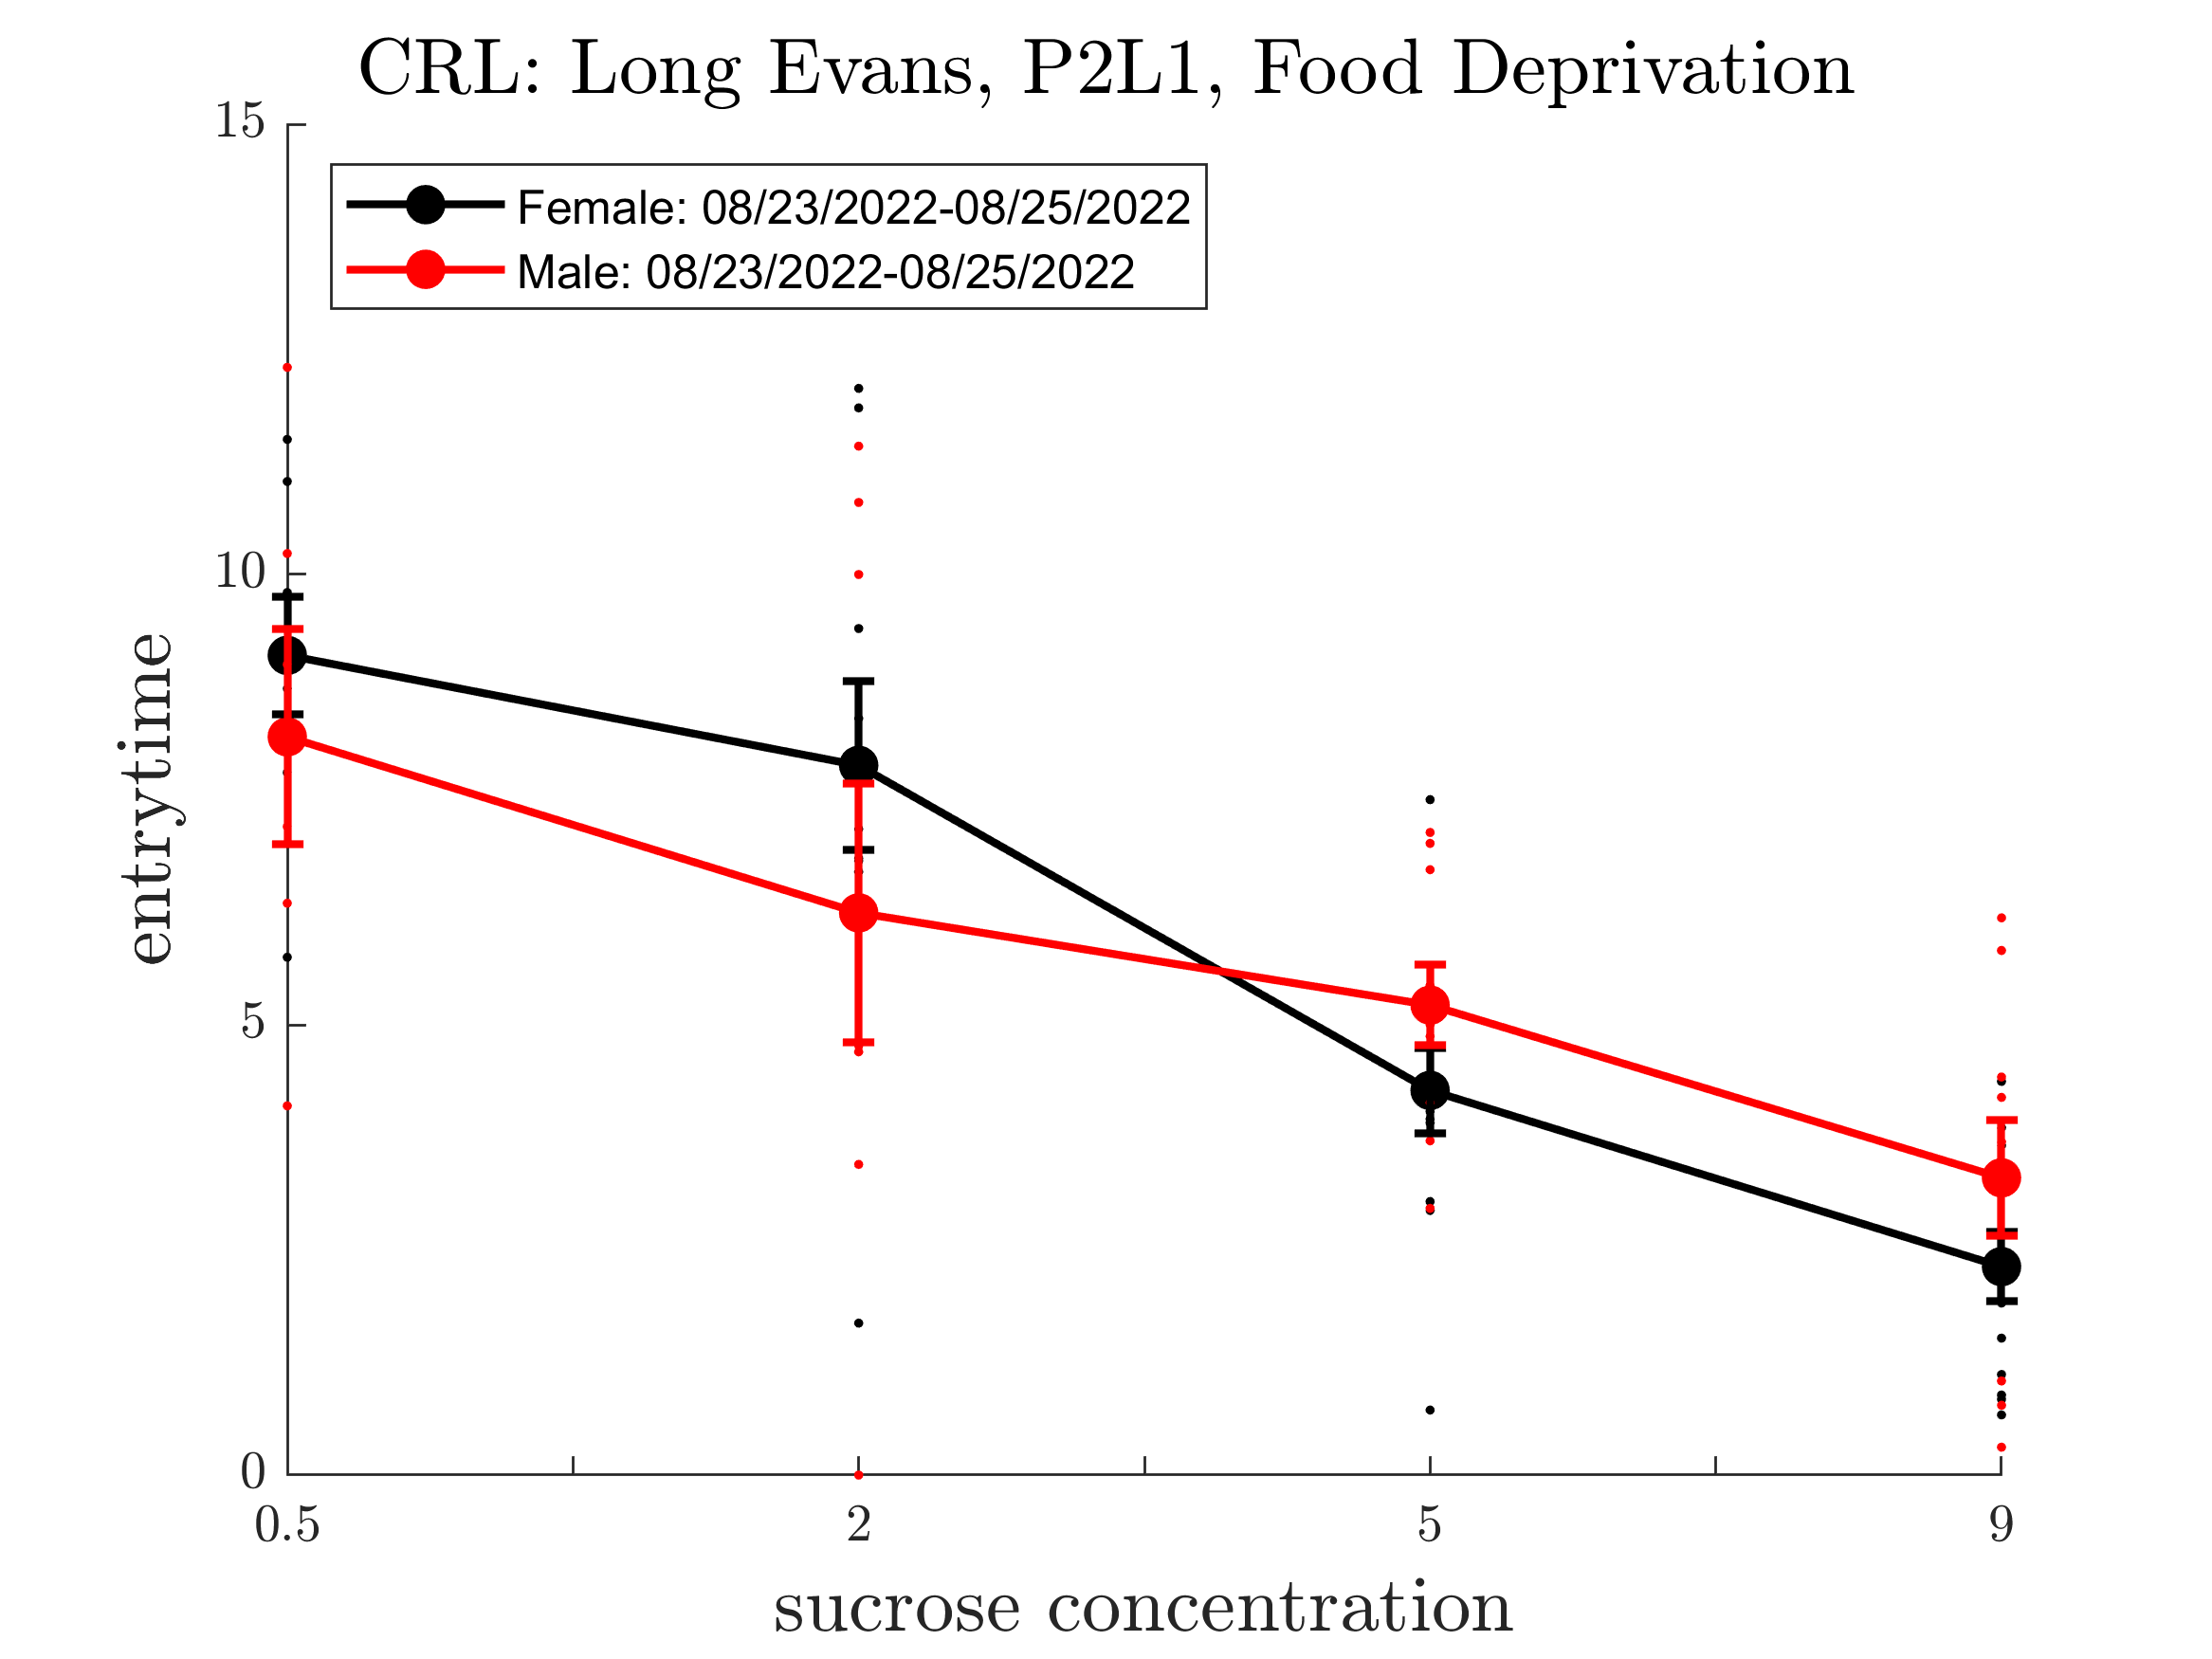 CRL: Long Evans, P2L1, Food Deprivation
15
Female: 08/23/2022-08/25/2022
Male: 08/23/2022-08/25/2022
10
entrytime
5
0
0.5 2 5 9
sucrose concentration